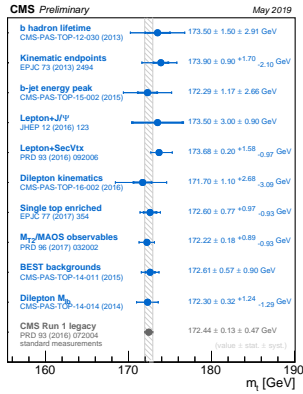 CMS Preliminary May 2019
b hadron lifetime
CMS-PAS-TOP-12-030 (2013)
173.50 ± 1.50 ± 2.91 GeV
Kinematic endpoints
EPJC 73 (2013) 2494
173.90 ± 0.90 +1.70 -2.10 GeV
b-jet energy peak
CMS-PAS-TOP-15-002 (2015)
172.29 ± 1.17 ± 2.66 GeV
Lepton+J/Ψ
JHEP 12 (2016) 123
173.50 ± 3.00 ± 0.90 GeV
Lepton+SecVtx
PRD 93 (2016) 092006
173.68 ± 0.20 +1.58 -0.97 GeV
Dilepton kinematics
CMS-PAS-TOP-16-002 (2016)
171.70 ± 1.10 +2.68 -3.09 GeV
Single top enriched
EPJC 77 (2017) 354
172.60 ± 0.77 +0.97 -0.93 GeV
MT2/MAOS observables
PRD 96 (2017) 032002
172.22 ± 0.18 +0.89 -0.93 GeV
BEST backgrounds
CMS-PAS-TOP-14-011 (2015)
172.61 ± 0.57 ± 0.90 GeV
Dilepton Mlb
CMS-PAS-TOP-14-014 (2014)
172.30 ± 0.32 +1.24 -1.29 GeV
CMS Run 1 legacy
PRD 93 (2016) 072004
standard measurements
172.44 ± 0.13 ± 0.47 GeV
(value ± stat. ± syst.)
160 170 180 190
mt [GeV]